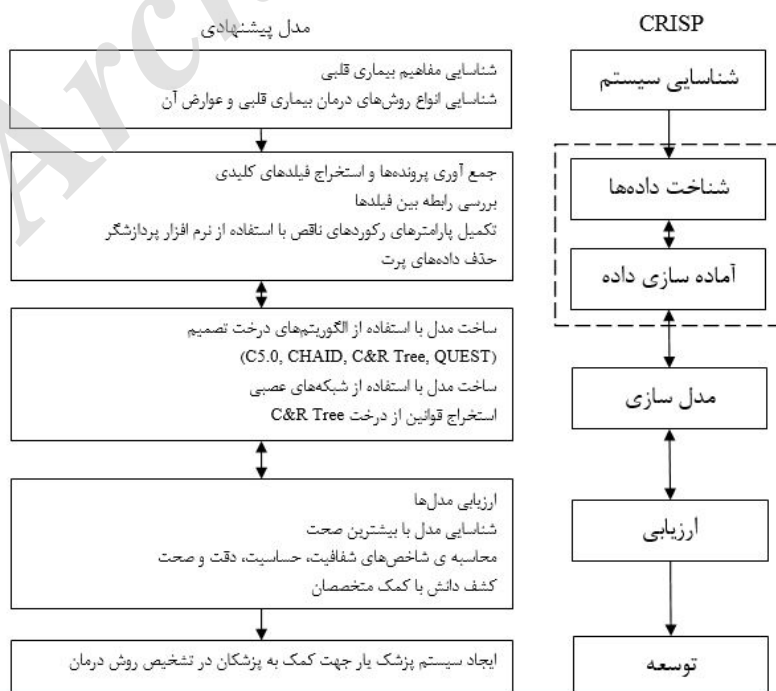 CRISP
مدل پیشنهادی
شناسایی سیستم
شناسایی مفاهیم بیماری قلبی
شناسایی انواع روش‌های درمان بیماری قلبی و عوارض آن
شناخت داده‌ها
جمع آوری پرونده‌ها و استخراج فیلدهای کلیدی
بررسی رابطه بین فیلدها
تکمیل پارامترهای رکوردهای ناقص با استفاده از نرم افزار پردازشگر
حذف داده‌های پرت
آماده سازی داده
مدل سازی
ساخت مدل با استفاده از الگوریتم‌های درخت تصمیم
(C5.0, CHAID, C&R Tree, QUEST)
ساخت مدل با استفاده از شبکه‌های عصبی
استخراج قوانین از درخت C&R Tree
ارزیابی
ارزیابی مدل‌ها
شناسایی مدل با بیشترین صحت
محاسبه ی شاخص‌های شفافیت، حساسیت، دقت و صحت
کشف دانش با کمک متخصصان
توسعه
ایجاد سیستم پزشک یار جهت کمک به پزشکان در تشخیص روش درمان